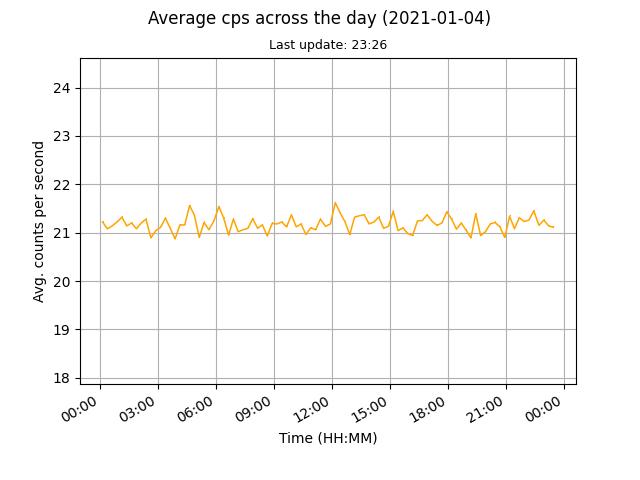 Average cps across the day (2021-01-04)
Last update: 23:26
24
23
22
21
20
19
18
Avg. counts per second
00:00 03:00 06:00 09:00 12:00 15:00 18:00 21:00 00:00
Time (HH:MM)